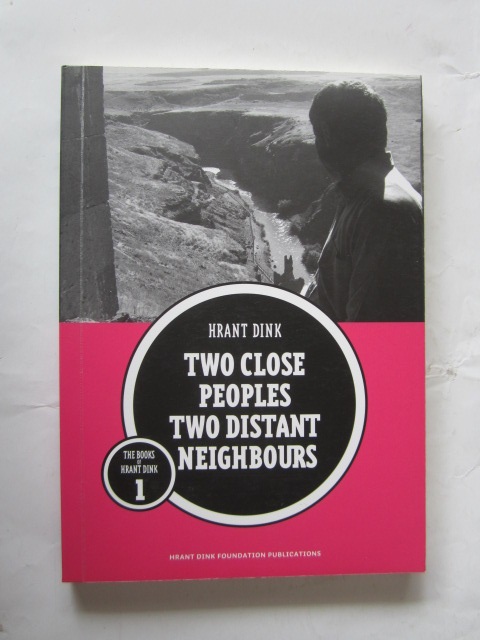 HRANT DINK
TWO CLOSE
PEOPLES
TWO DISTANT
NEIGHBOURS
THE BOOKS
of
HRANT DINK
1
HRANT DINK FOUNDATION PUBLICATIONS